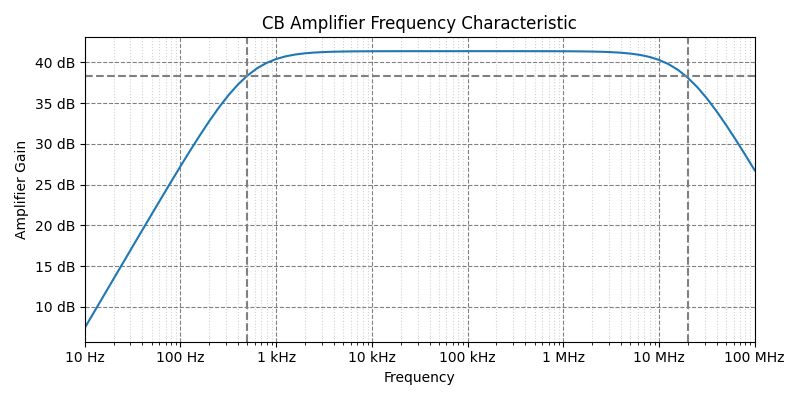 CB Amplifier Frequency Characteristic
40 dB
35 dB
30 dB
25 dB
20 dB
15 dB
10 dB
Amplifier Gain
10 Hz 100 Hz 1 kHz 10 kHz 100 kHz 1 MHz 10 MHz 100 MHz
Frequency